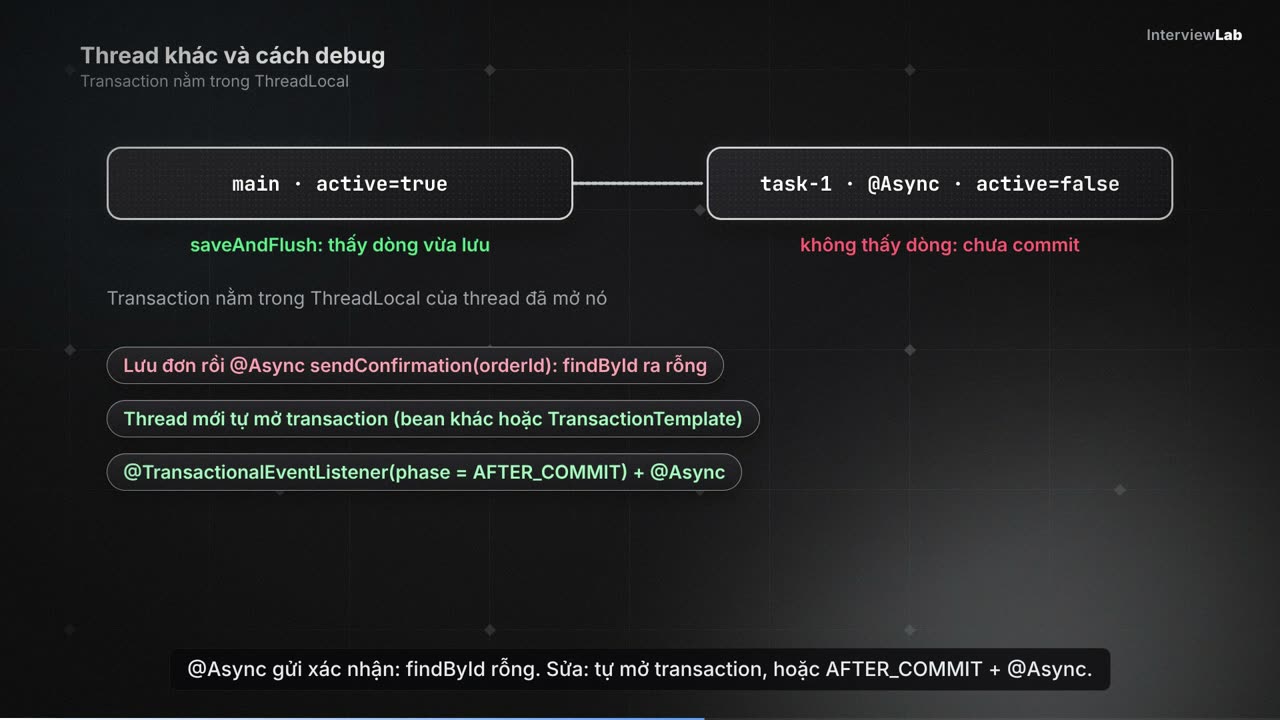 Thread khác và cách debug
InterviewLab
Transaction nằm trong ThreadLocal
main · active=true
task-1 · @Async · active=false
saveAndFlush: thấy dòng vừa lưu
không thấy dòng: chưa commit
Transaction nằm trong ThreadLocal của thread đã mở nó
Lưu đơn rồi @Async sendConfirmation(orderId): findById ra rỗng
Thread mới tự mở transaction (bean khác hoặc TransactionTemplate)
@TransactionalEventListener(phase = AFTER_COMMIT) + @Async
@Async gửi xác nhận: findById rỗng. Sửa: tự mở transaction, hoặc AFTER_COMMIT + @Async.